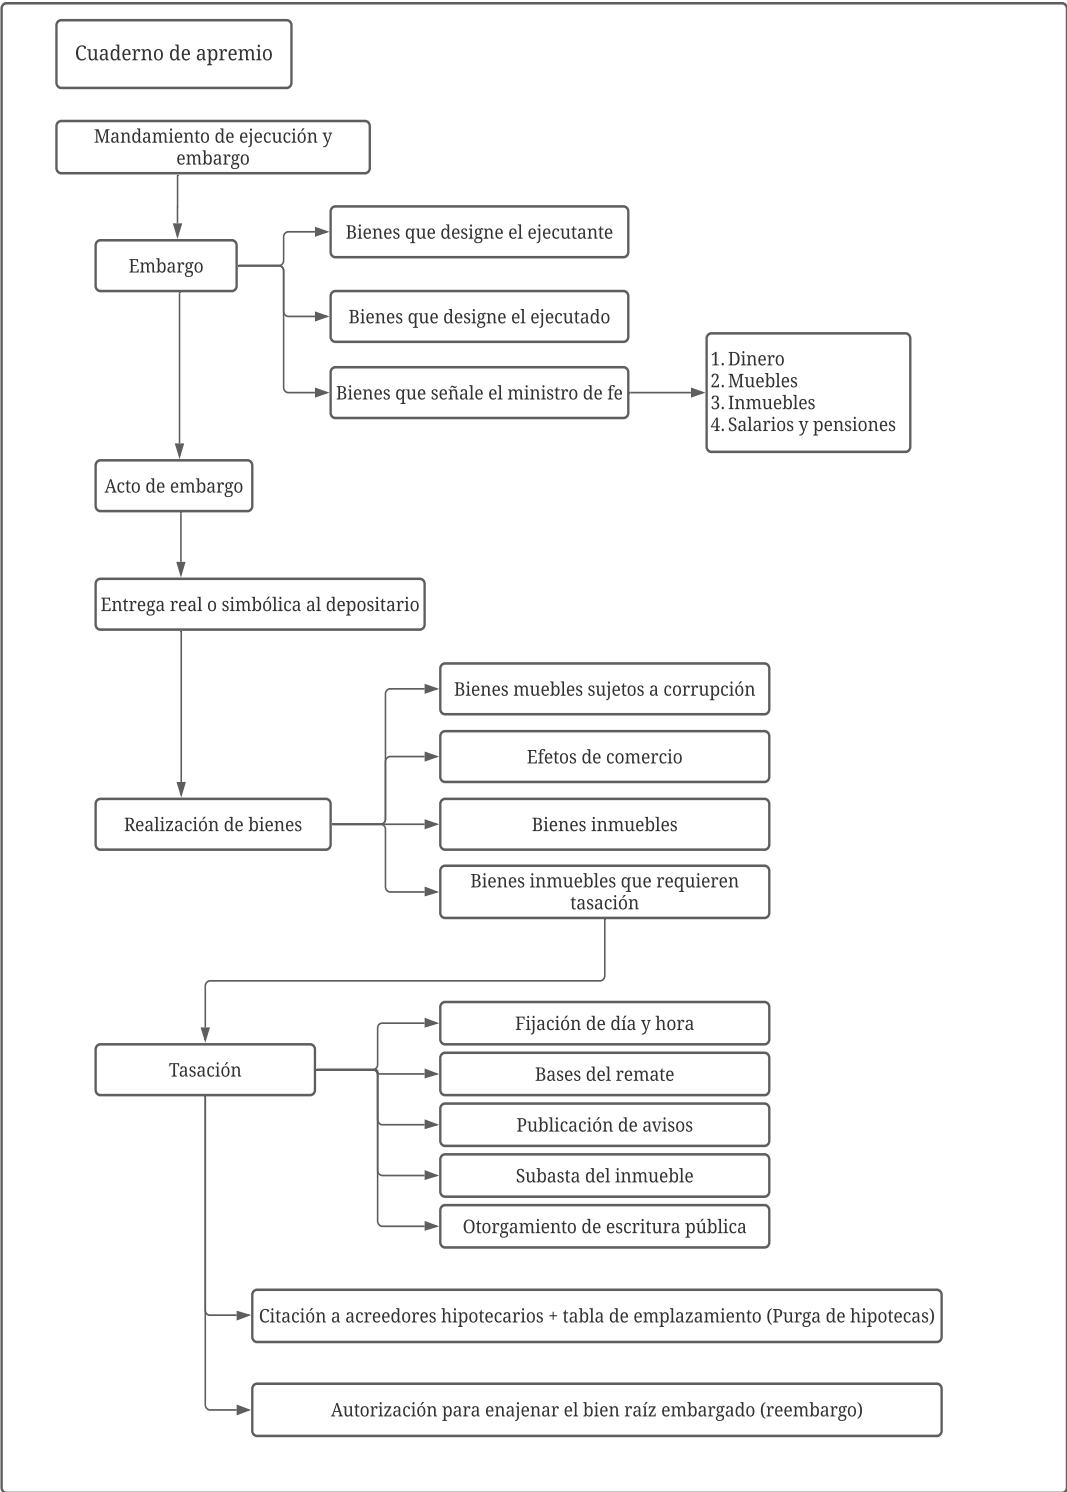 Cuaderno de apremio
Mandamiento de ejecución y
embargo
Bienes que designe el ejecutante
Embargo
Bienes que designe el ejecutado
Bienes que señale el ministro de fe
1. Dinero
2. Muebles
3. Inmuebles
4. Salarios y pensiones
Acto de embargo
Entrega real o simbólica al depositario
Bienes muebles sujetos a corrupción
Efetos de comercio
Realización de bienes
Bienes inmuebles
Bienes inmuebles que requieren
tasación
Fijación de día y hora
Tasación
Bases del remate
Publicación de avisos
Subasta del inmueble
Otorgamiento de escritura pública
Citación a acreedores hipotecarios + tabla de emplazamiento (Purga de hipotecas)
Autorización para enajenar el bien raíz embargado (reembargo)